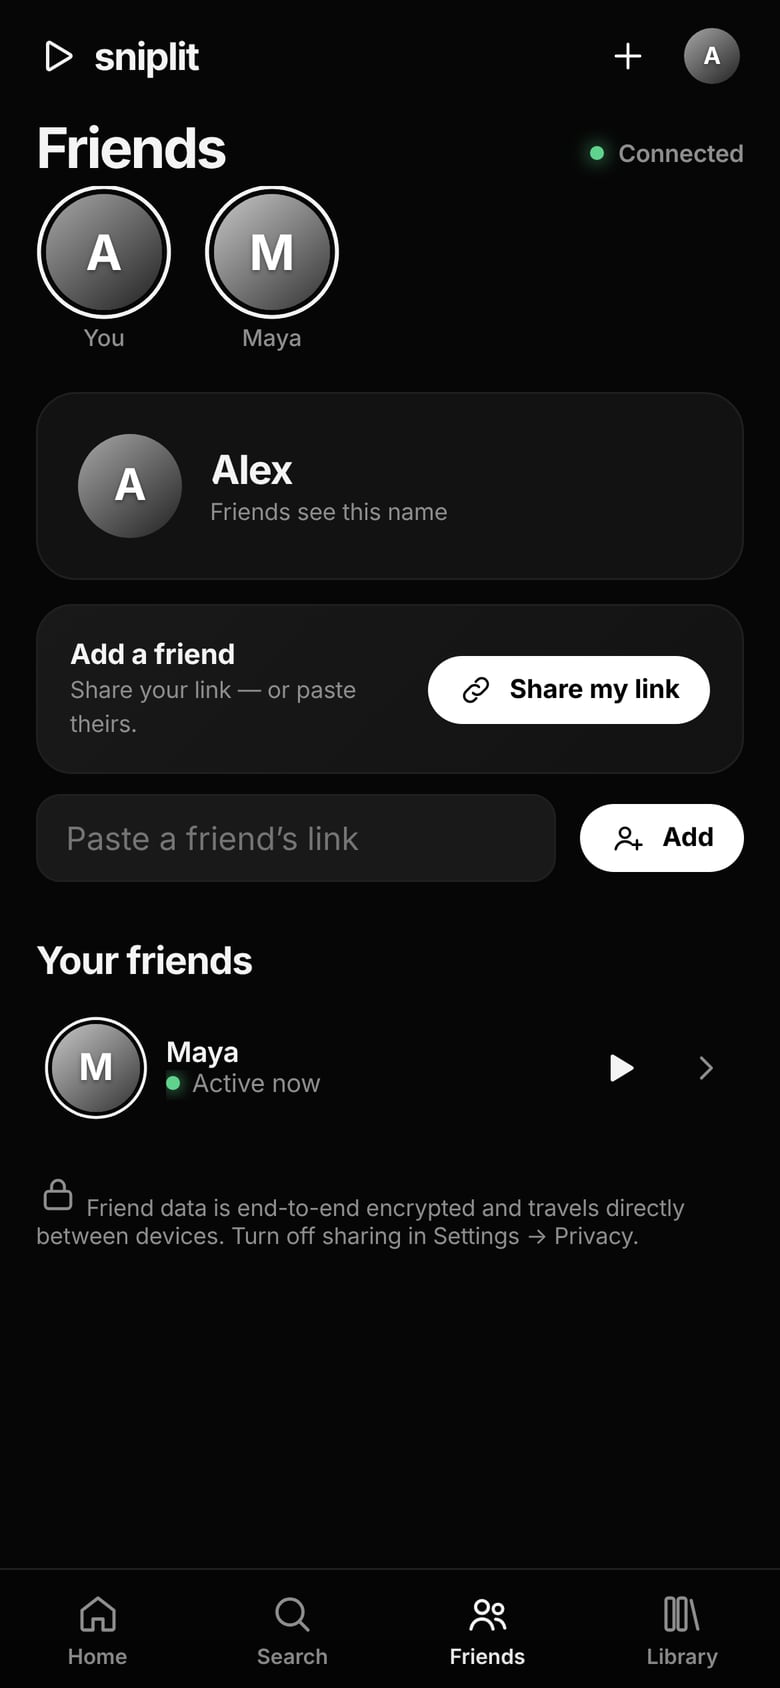 sniplit
A
Friends
Connected
A
M
You
Maya
A
Alex
Friends see this name
Add a friend
Share your link — or paste
theirs.
Share my link
Paste a friend’s link
Add
Your friends
M
Maya
Active now
Friend data is end-to-end encrypted and travels directly
between devices. Turn off sharing in Settings → Privacy.
Home
Search
Friends
Library